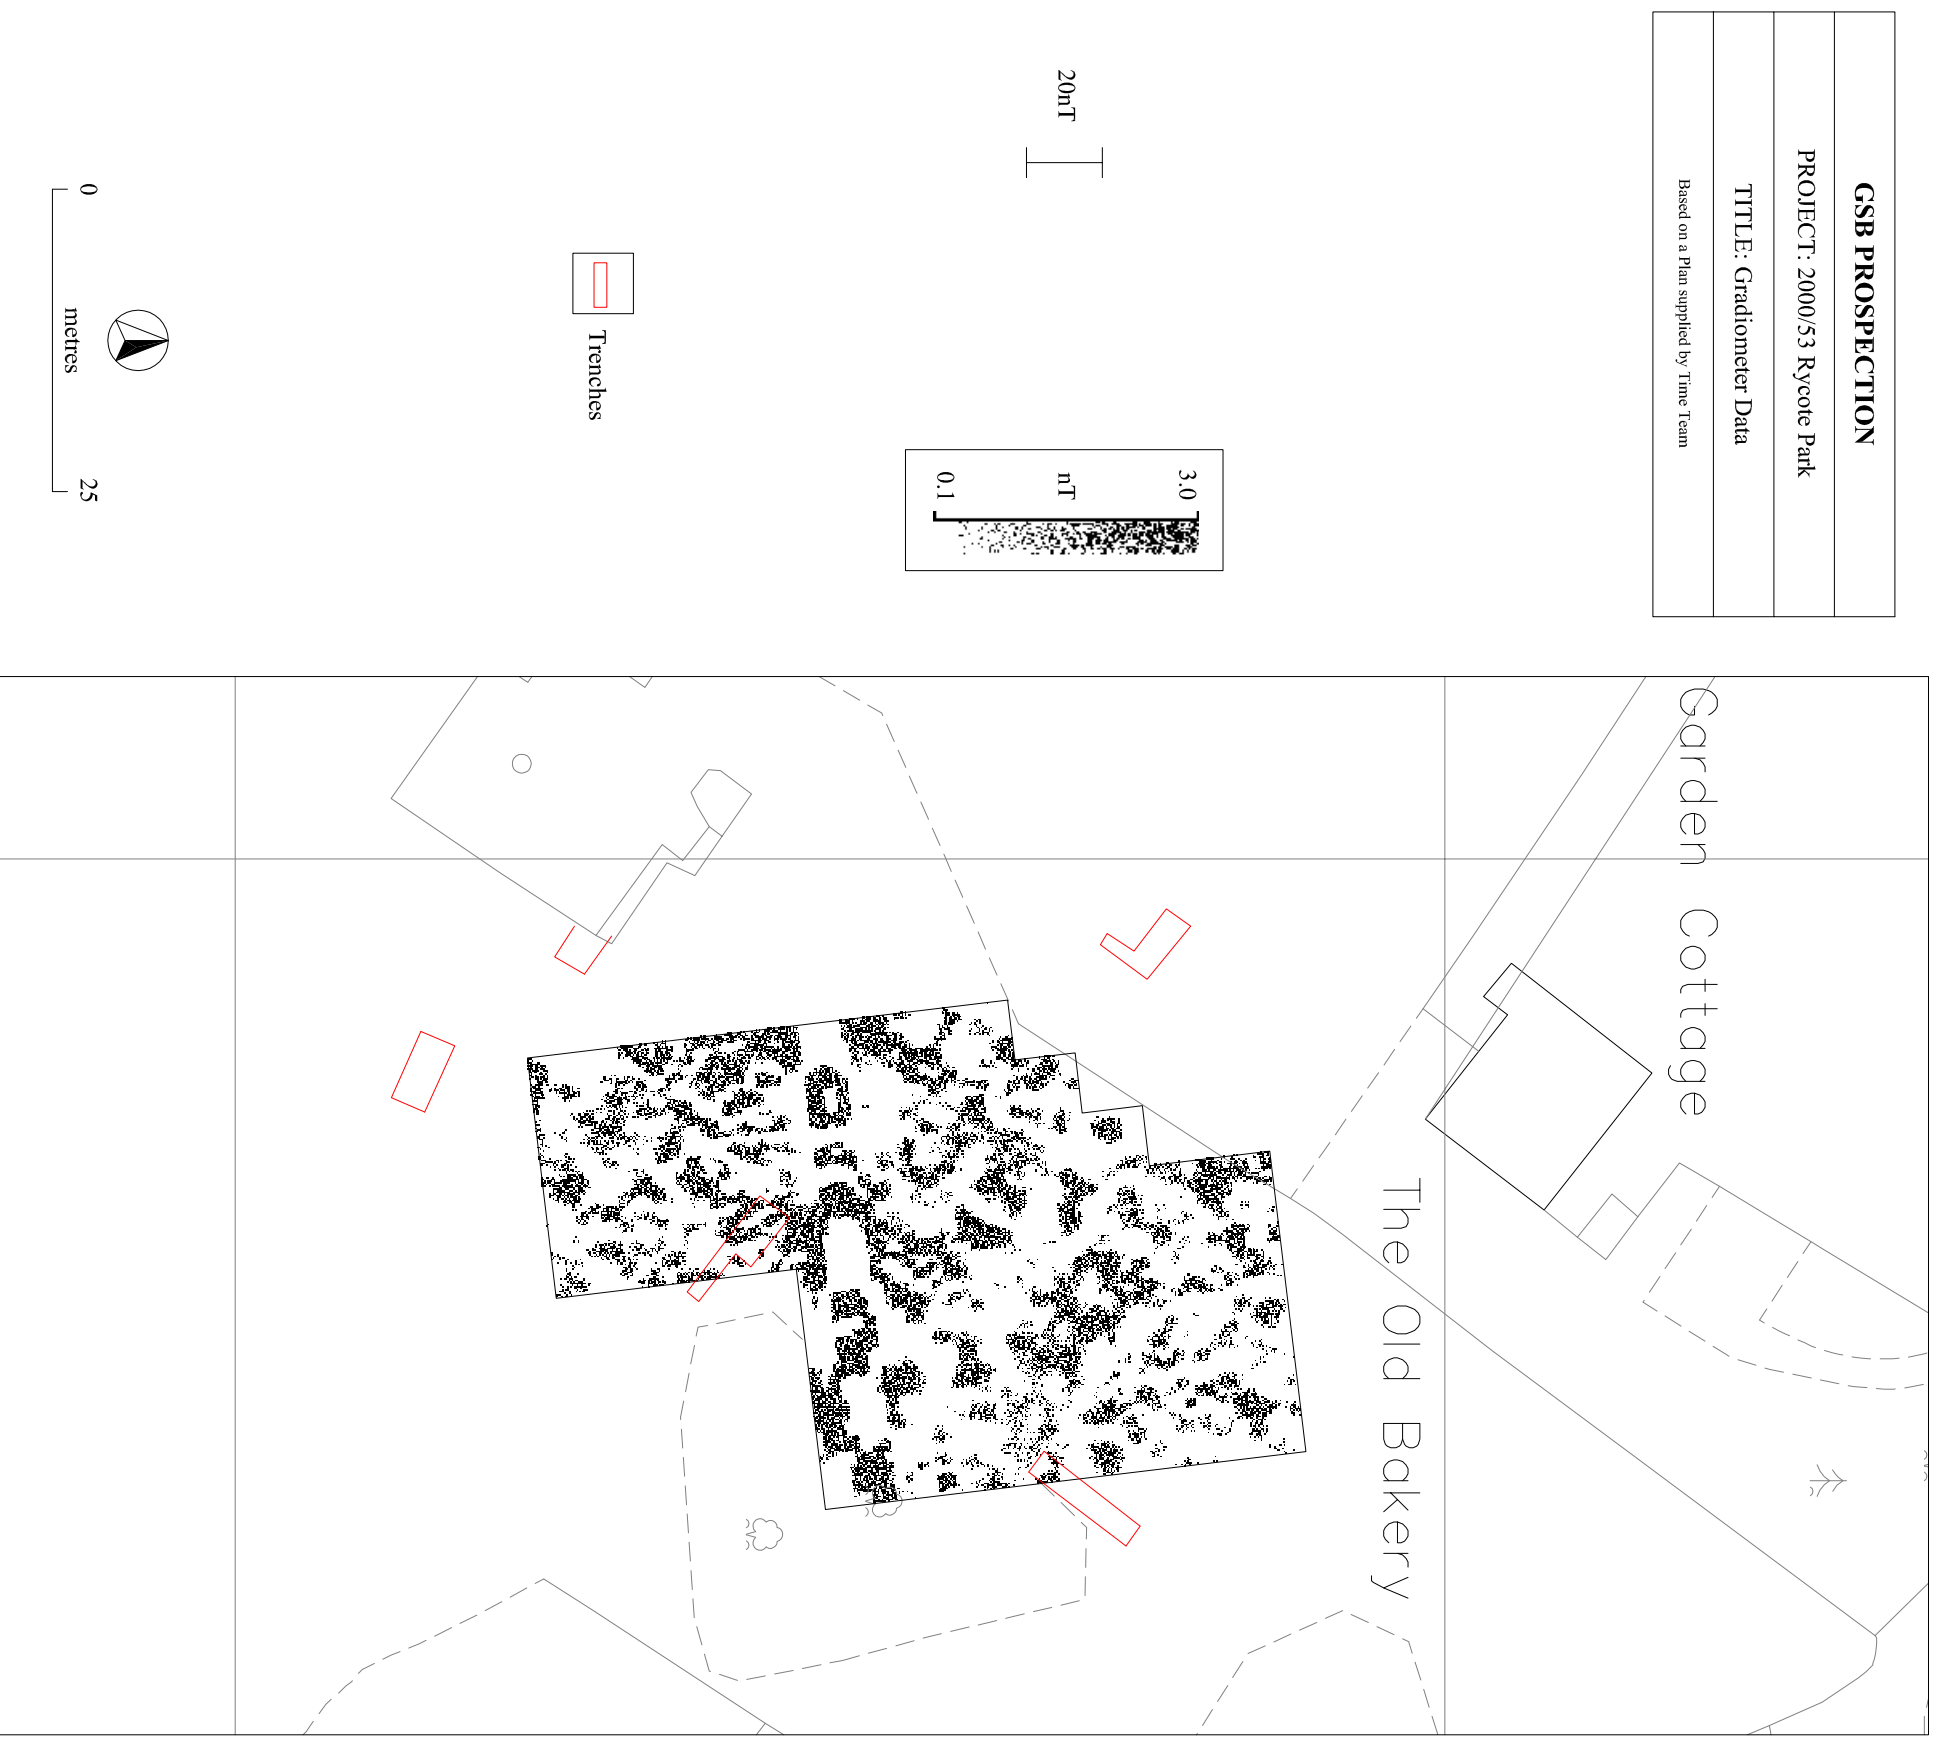 GSB PROSPECTION
PROJECT: 2000/53 Rycote Park
TITLE: Gradiometer Data
Based on a Plan supplied by Time Team
Garden Cottage
The Old Bakery
20nT
3.0
nT
0.1
Trenches
0
25
metres